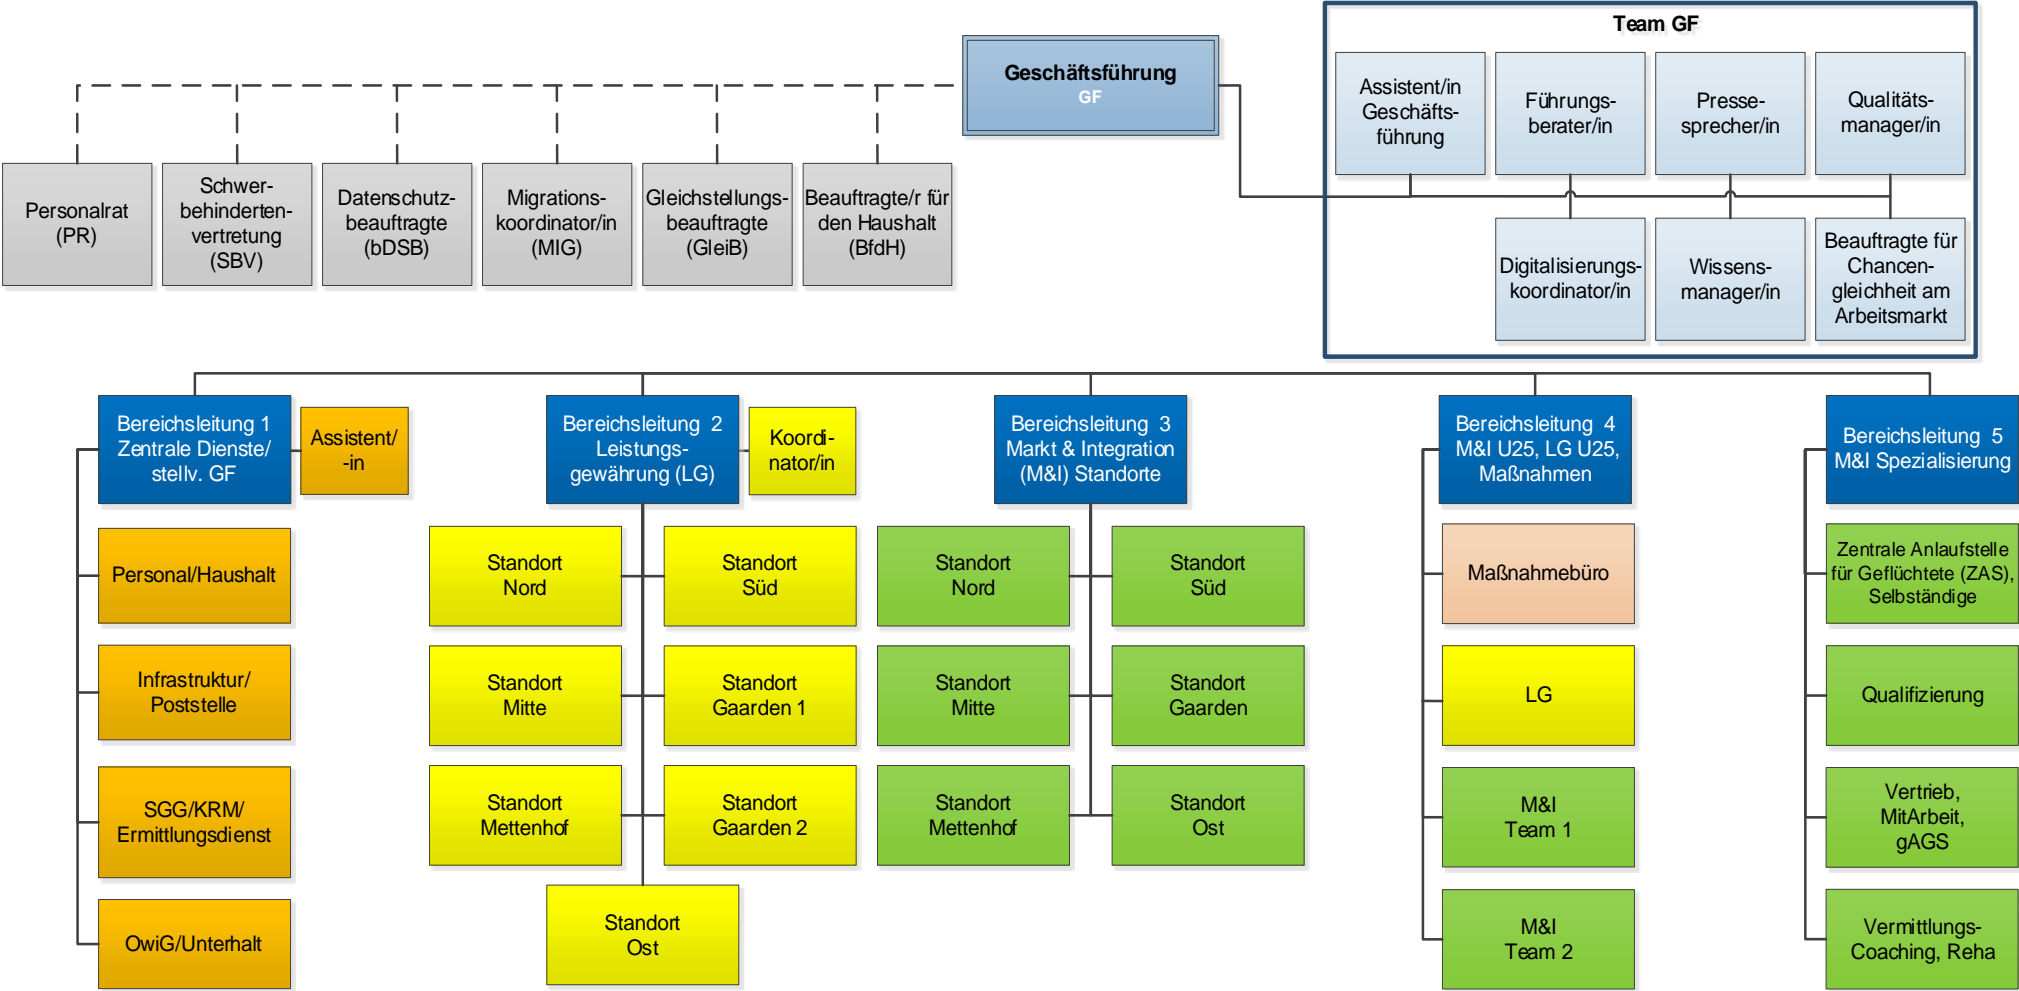 Team GF
Geschäftsführung
GF
Assistent/in
Geschäfts-
führung
Führungs-
berater/in
Presse-
sprecher/in
Qualitäts-
manager/in
Personalrat
(PR)
Schwer-
behinderten-
vertretung
(SBV)
Datenschutz-
beauftragte
(bDSB)
Migrations-
koordinator/in
(MIG)
Gleichstellungs-
beauftragte
(GleiB)
Beauftragte/r für
den Haushalt
(BfdH)
Digitalisierungs-
koordinator/in
Wissens-
manager/in
Beauftragte für
Chancen-
gleichheit am
Arbeitsmarkt
Bereichsleitung 1
Zentrale Dienste/
stellv. GF
Assistent/
-in
Bereichsleitung 2
Leistungs-
gewährung (LG)
Koordi-
nator/in
Bereichsleitung 3
Markt & Integration
(M&I) Standorte
Bereichsleitung 4
M&I U25, LG U25,
Maßnahmen
Bereichsleitung 5
M&I Spezialisierung
Personal/Haushalt
Infrastruktur/
Poststelle
SGG/KRM/
Ermittlungsdienst
OwiG/Unterhalt
Standort
Nord
Standort
Süd
Standort
Mitte
Standort
Gaarden 1
Standort
Mettenhof
Standort
Gaarden 2
Standort
Ost
Standort
Nord
Standort
Süd
Standort
Mitte
Standort
Gaarden
Standort
Mettenhof
Standort
Ost
Maßnahmebüro
LG
M&I
Team 1
M&I
Team 2
Zentrale Anlaufstelle
für Geflüchtete (ZAS),
Selbständige
Qualifizierung
Vertrieb,
MitArbeit,
gAGS
Vermittlungs-
Coaching, Reha